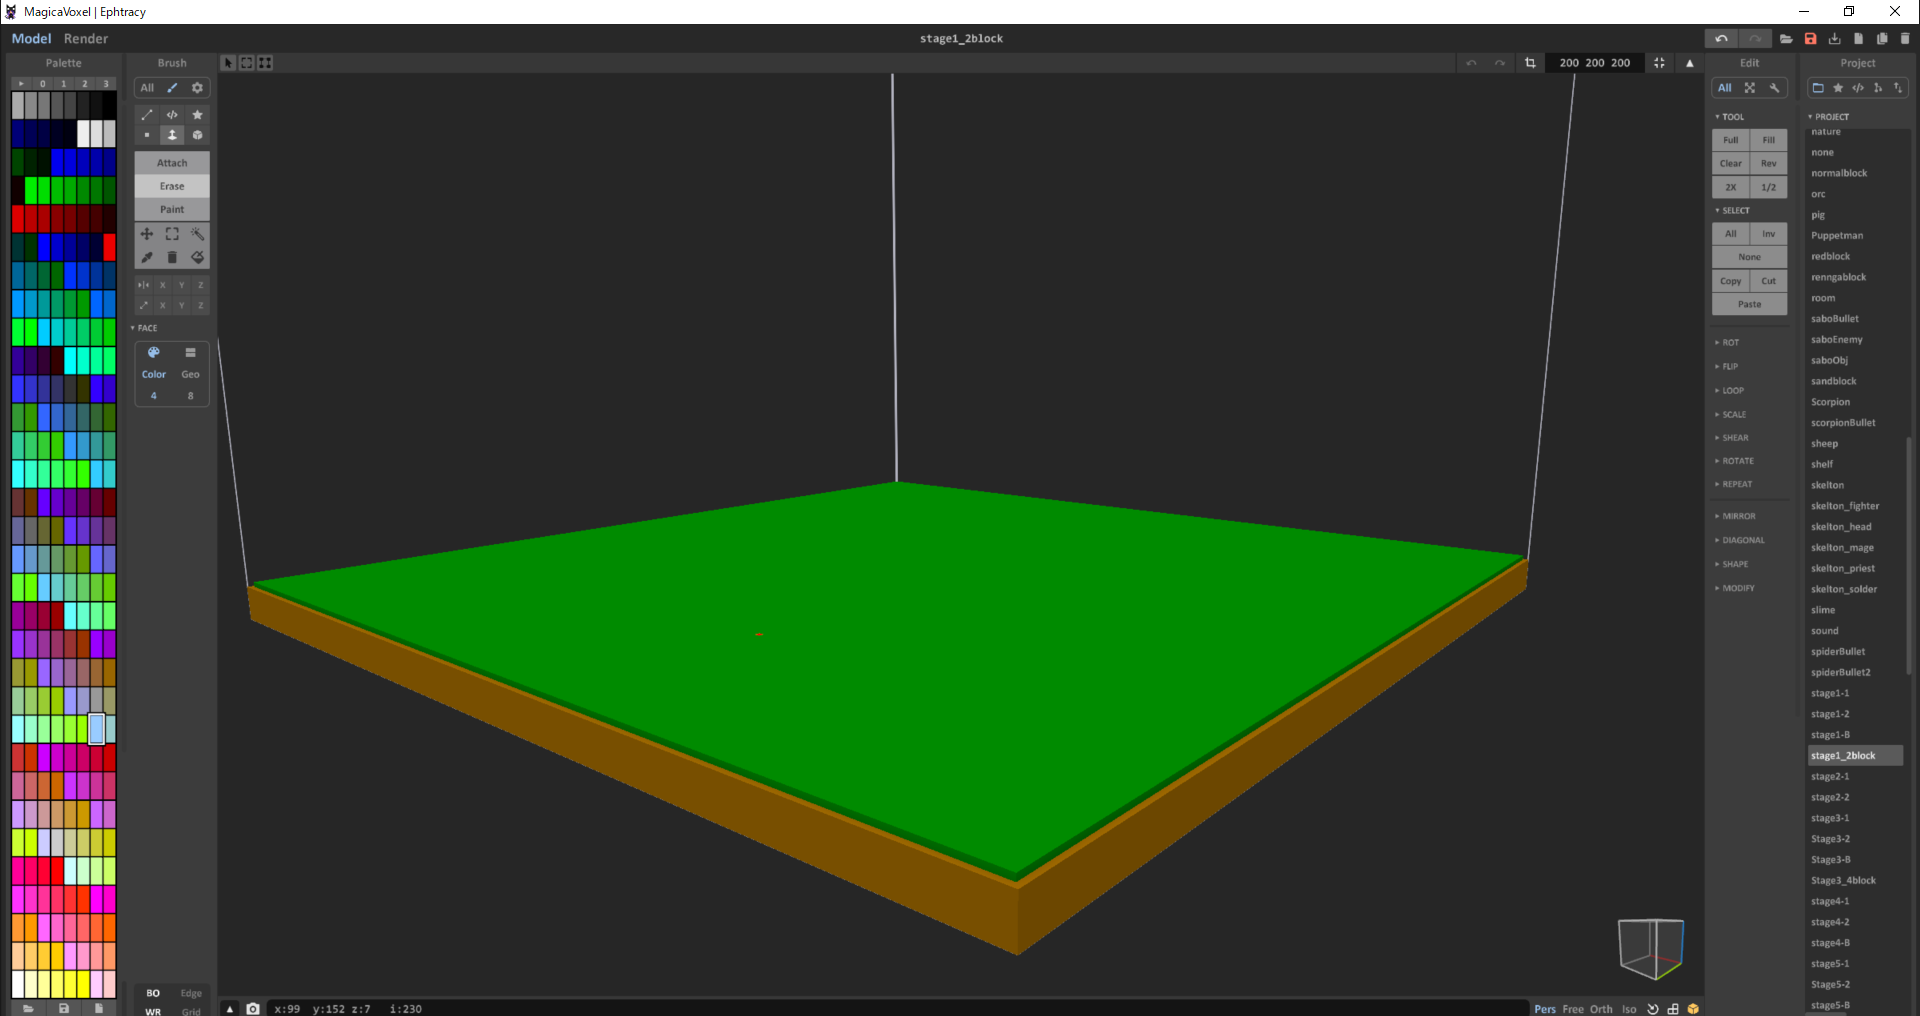 MagicaVoxel | Ephtracy
Model Render
stage1_2block
Palette
0 1 2 3
Brush
All
Attach
Erase
Paint
X Y Z
X Y Z
FACE
Color Geo
4 8
BO Edge
WR Grid
200 200 200
x:99 y:152 z:7 i:230
Pers Free Orth Iso
Edit
All
TOOL
Full Fill
Clear Rev
2X 1/2
SELECT
All Inv
None
Copy Cut
Paste
ROT
FLIP
LOOP
SCALE
SHEAR
ROTATE
REPEAT
MIRROR
DIAGONAL
SHAPE
MODIFY
Project
PROJECT
nature
none
normalblock
orc
pig
Puppetman
redblock
renngablock
room
saboBullet
saboEnemy
saboObj
sandblock
Scorpion
scorpionBullet
sheep
shelf
skelton
skelton_fighter
skelton_head
skelton_mage
skelton_priest
skelton_solder
slime
sound
spiderBullet
spiderBullet2
stage1-1
stage1-2
stage1-B
stage1_2block
stage2-1
stage2-2
stage3-1
Stage3-2
Stage3-B
Stage3_4block
stage4-1
stage4-2
stage4-B
stage5-1
Stage5-2
stage5-B